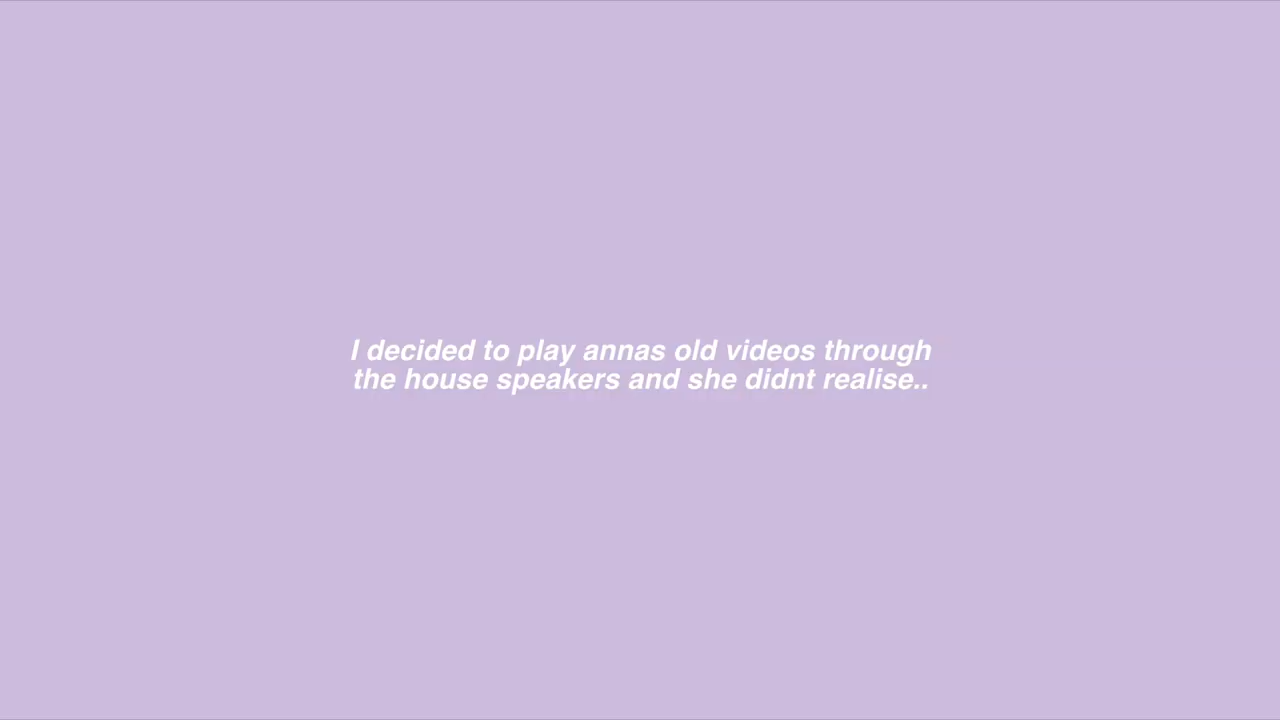 I decided to play annas old videos through
the house speakers and she didnt realise..